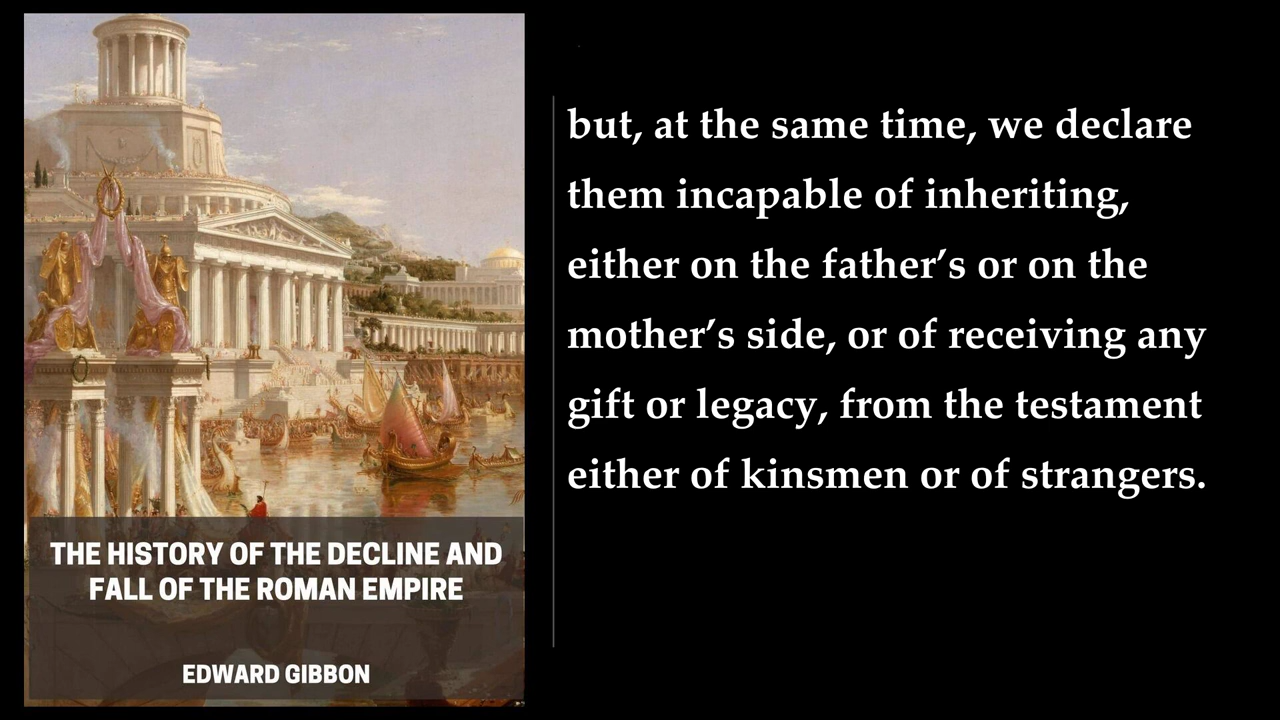 THE HISTORY OF THE DECLINE AND
FALL OF THE ROMAN EMPIRE
EDWARD GIBBON
but, at the same time, we declare
them incapable of inheriting,
either on the father’s or on the
mother’s side, or of receiving any
gift or legacy, from the testament
either of kinsmen or of strangers.